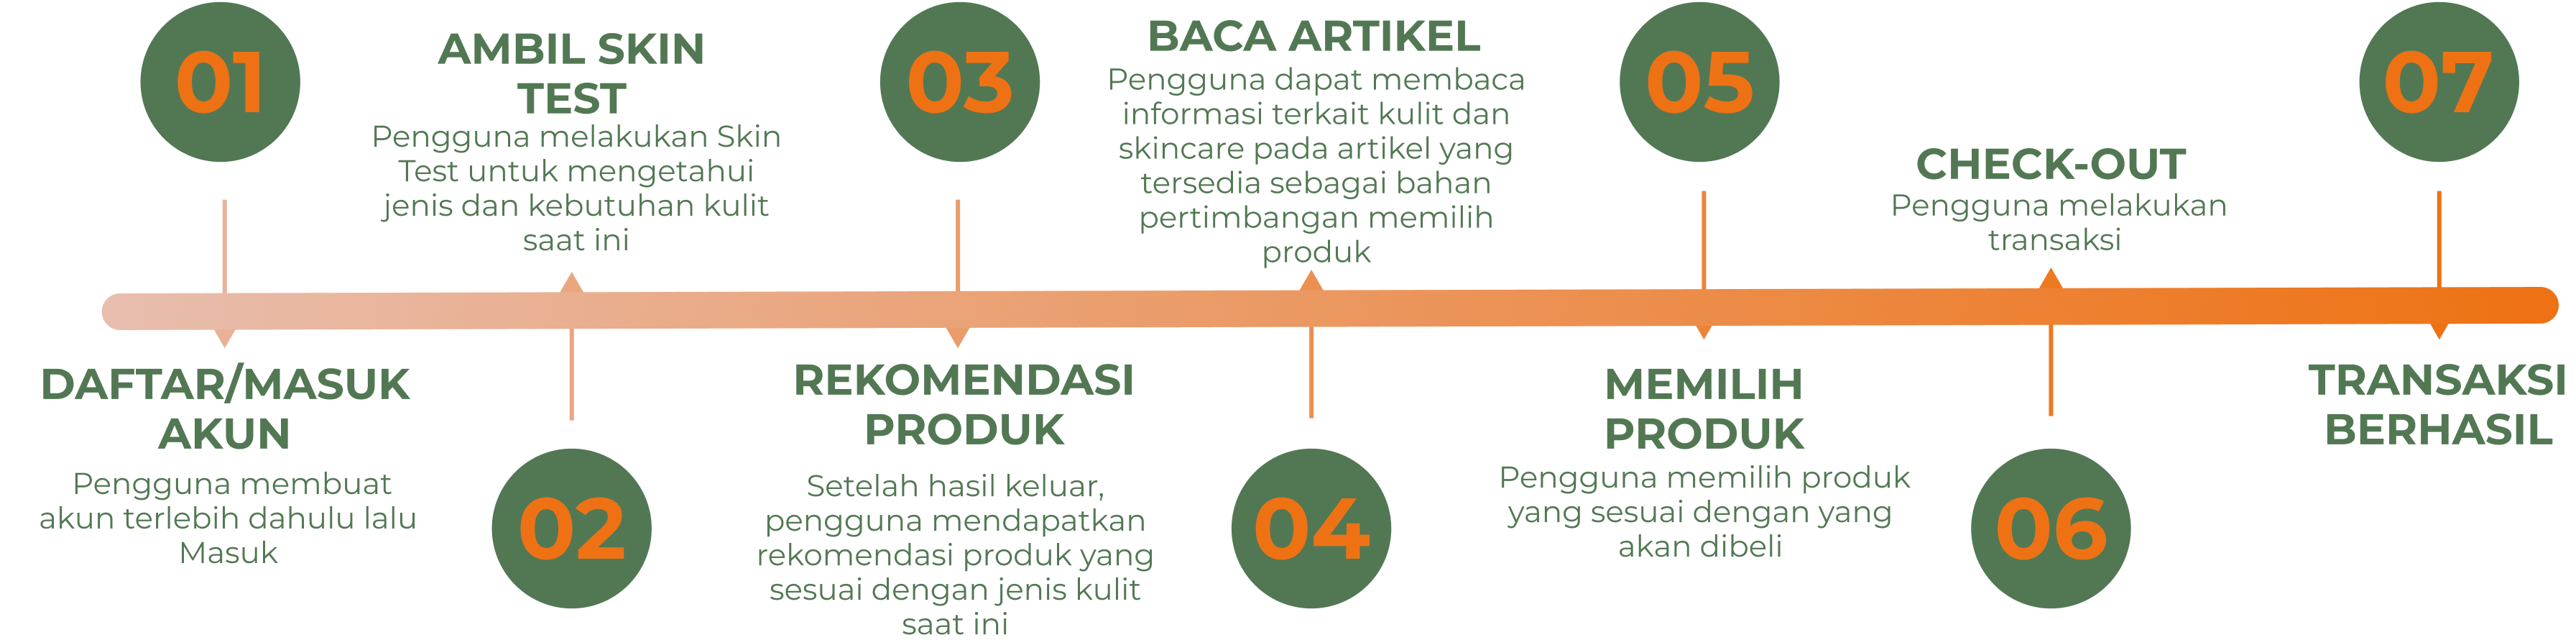 01
DAFTAR/MASUK
AKUN
Pengguna membuat
akun terlebih dahulu lalu
Masuk
AMBIL SKIN
TEST
Pengguna melakukan Skin
Test untuk mengetahui
jenis dan kebutuhan kulit
saat ini
02
03
REKOMENDASI
PRODUK
Setelah hasil keluar,
pengguna mendapatkan
rekomendasi produk yang
sesuai dengan jenis kulit
saat ini
BACA ARTIKEL
Pengguna dapat membaca
informasi terkait kulit dan
skincare pada artikel yang
tersedia sebagai bahan
pertimbangan memilih
produk
04
05
MEMILIH
PRODUK
Pengguna memilih produk
yang sesuai dengan yang
akan dibeli
CHECK-OUT
Pengguna melakukan
transaksi
06
07
TRANSAKSI
BERHASIL